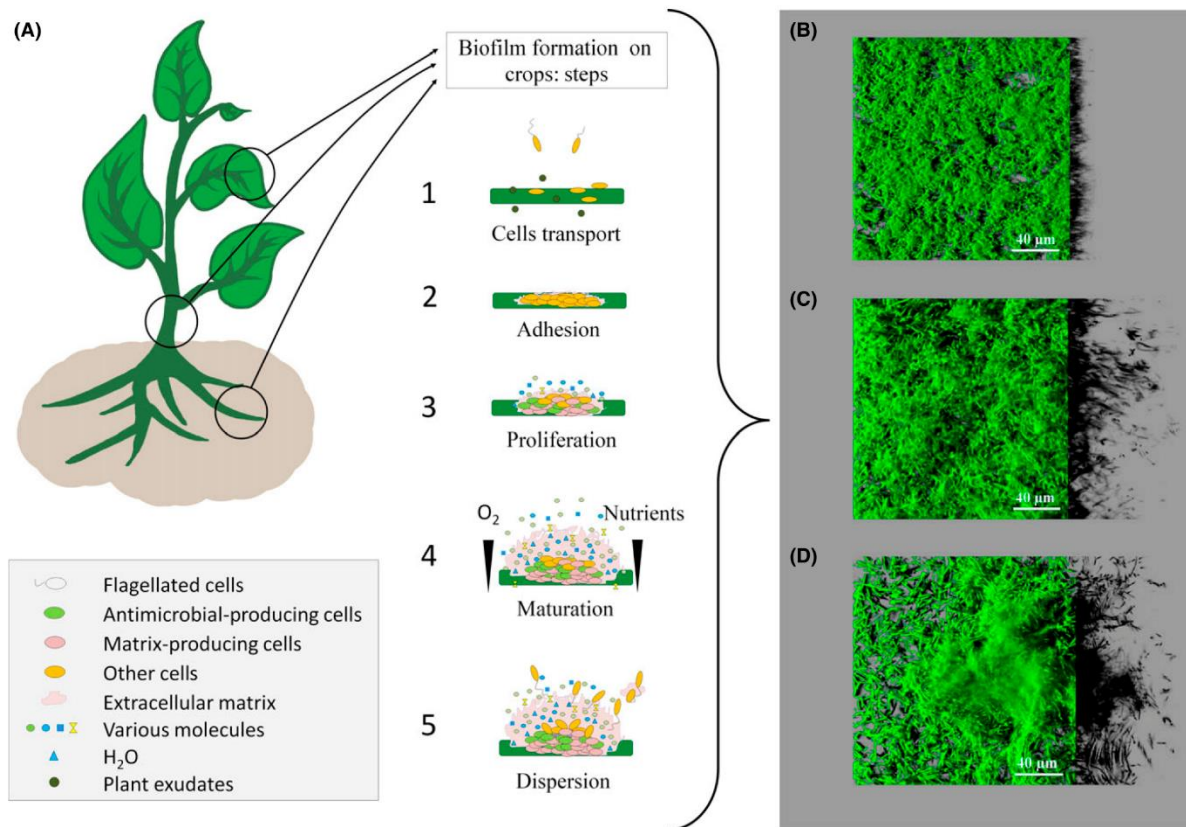 (A)
Biofilm formation on
crops: steps
1
Cells transport
2
Adhesion
3
Proliferation
O₂
Nutrients
4
Maturation
5
Dispersion
Flagellated cells
Antimicrobial-producing cells
Matrix-producing cells
Other cells
Extracellular matrix
Various molecules
H₂O
Plant exudates
(B)
40 µm
(C)
40 µm
(D)
40 µm